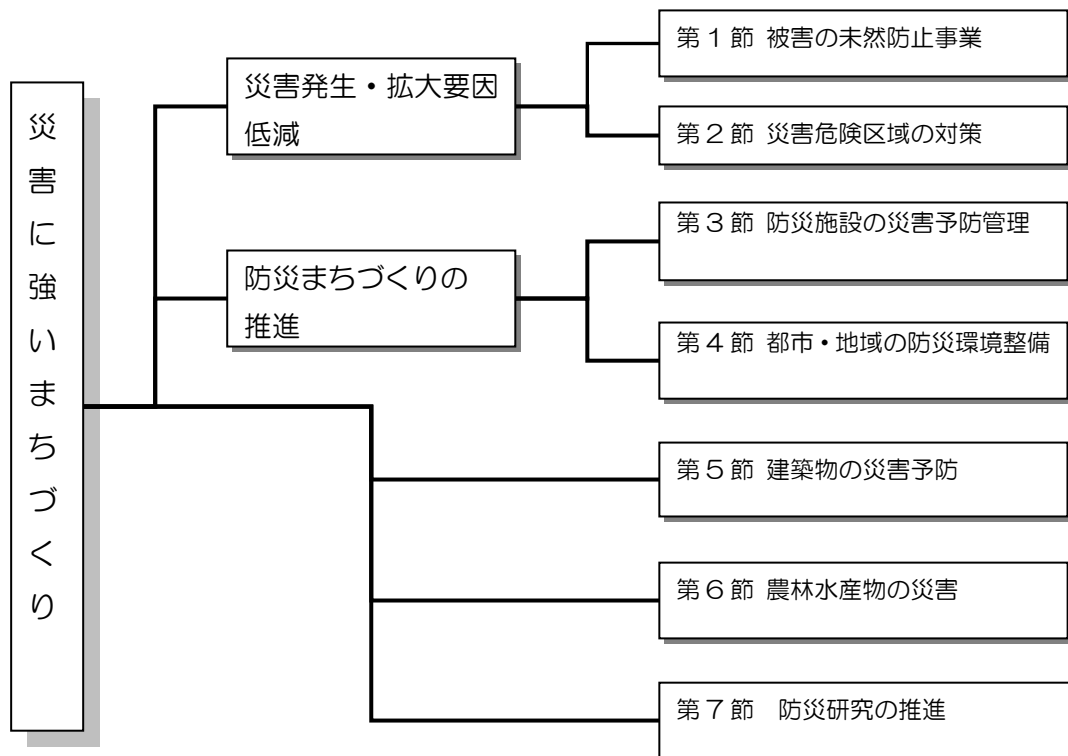 災害に強いまちづくり
災害発生・拡大要因
低減
防災まちづくりの
推進
第１節 被害の未然防止事業
第２節 災害危険区域の対策
第３節 防災施設の災害予防管理
第４節 都市・地域の防災環境整備
第５節 建築物の災害予防
第６節 農林水産物の災害
第７節　防災研究の推進